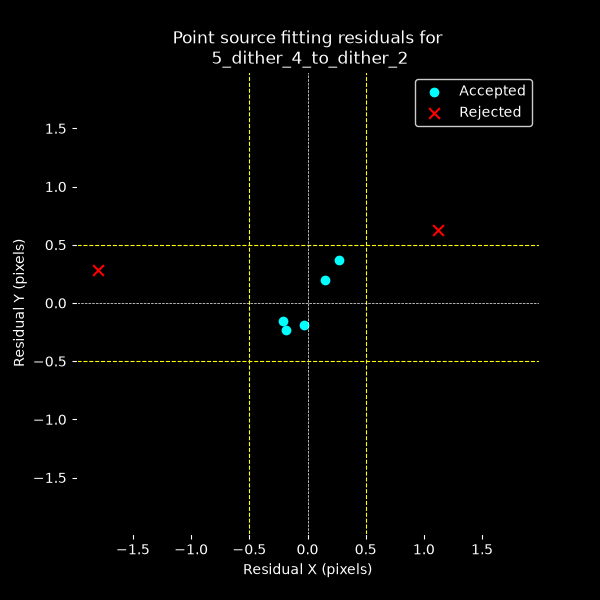 Point source fitting residuals for
5_dither_4_to_dither_2
Accepted
Rejected
Residual Y (pixels)
1.5
1.0
0.5
0.0
−0.5
−1.0
−1.5
−1.5 −1.0 −0.5 0.0 0.5 1.0 1.5
Residual X (pixels)